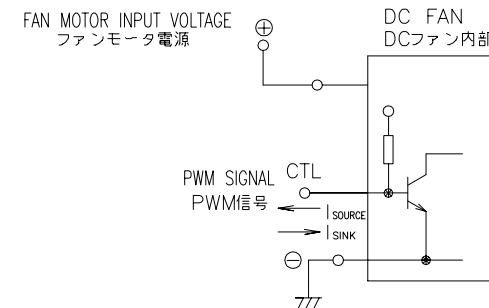 FAN MOTOR INPUT VOLTAGE
ファンモータ電源
⊕
DC FAN
DCファン内部
PWM SIGNAL
PWM信号
CTL
I SOURCE
I SINK
⊖